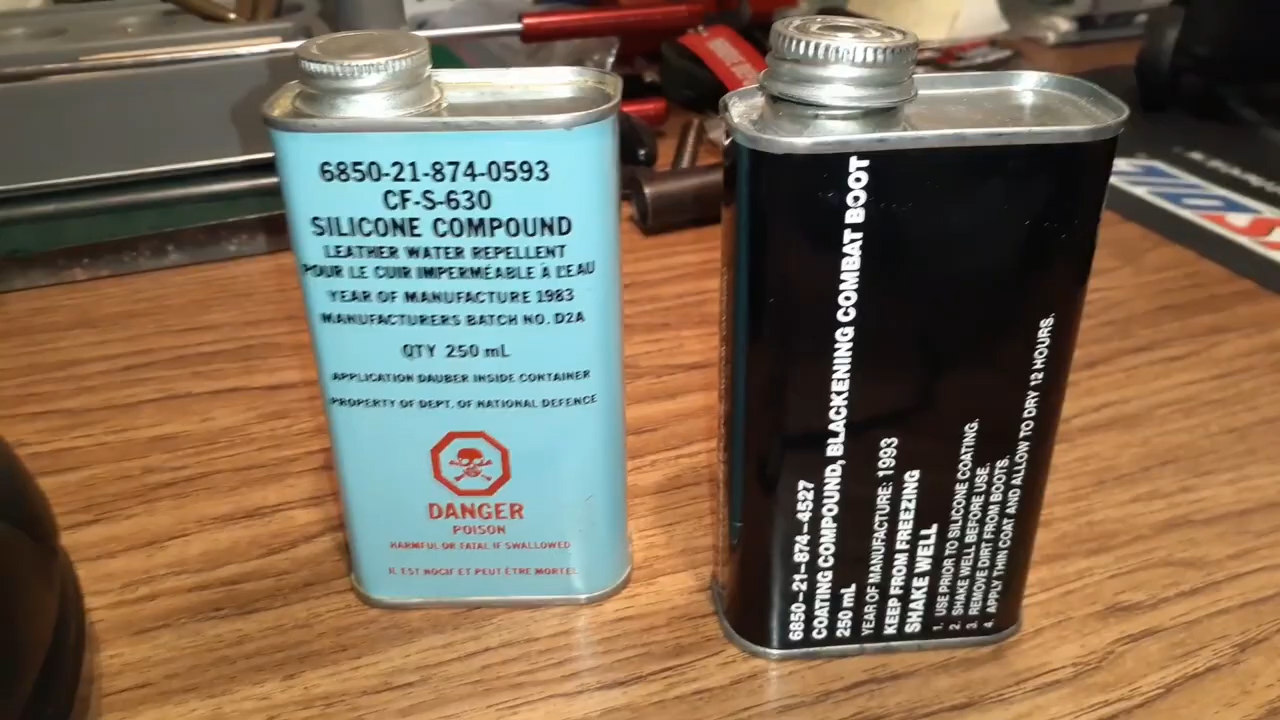 6850-21-874-0593
CF-S-630
SILICONE COMPOUND
LEATHER WATER REPELLENT
POUR LE CUIR IMPERMÉABLE À L'EAU
YEAR OF MANUFACTURE 1983
MANUFACTURERS BATCH NO. D2A
QTY 250 mL
APPLICATION DAUBER INSIDE CONTAINER
PROPERTY OF DEPT. OF NATIONAL DEFENCE
DANGER
POISON
HARMFUL OR FATAL IF SWALLOWED
IL EST NOCIF ET PEUT ÊTRE MORTEL
6850-21-874-4527
COATING COMPOUND, BLACKENING COMBAT BOOT
250 mL
YEAR OF MANUFACTURE: 1993
KEEP FROM FREEZING
SHAKE WELL
1. USE PRIOR TO SILICONE COATING.
2. SHAKE WELL BEFORE USE.
3. REMOVE DIRT FROM BOOTS.
4. APPLY THIN COAT AND ALLOW TO DRY 12 HOURS.